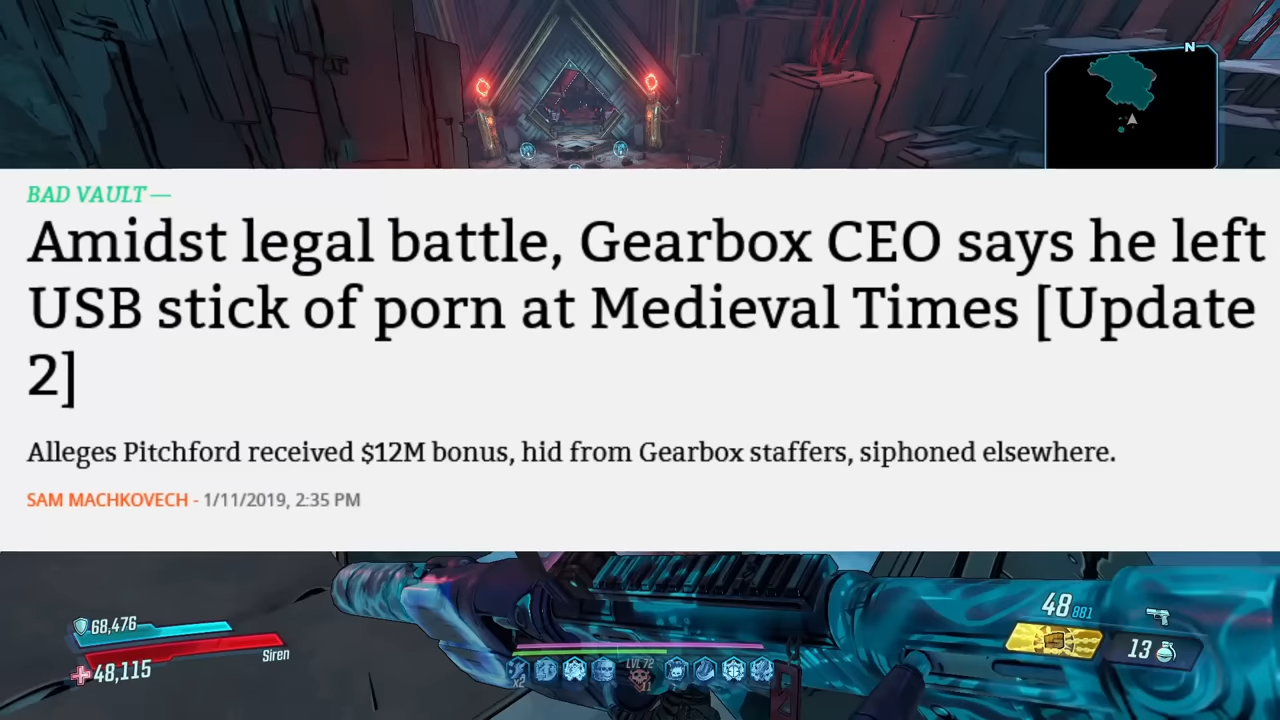 N
BAD VAULT —
Amidst legal battle, Gearbox CEO says he left
USB stick of porn at Medieval Times [Update
2]
Alleges Pitchford received $12M bonus, hid from Gearbox staffers, siphoned elsewhere.
SAM MACHKOVECH - 1/11/2019, 2:35 PM
68,476
48,115
Siren
x2
LVL 72
11
48 881
13